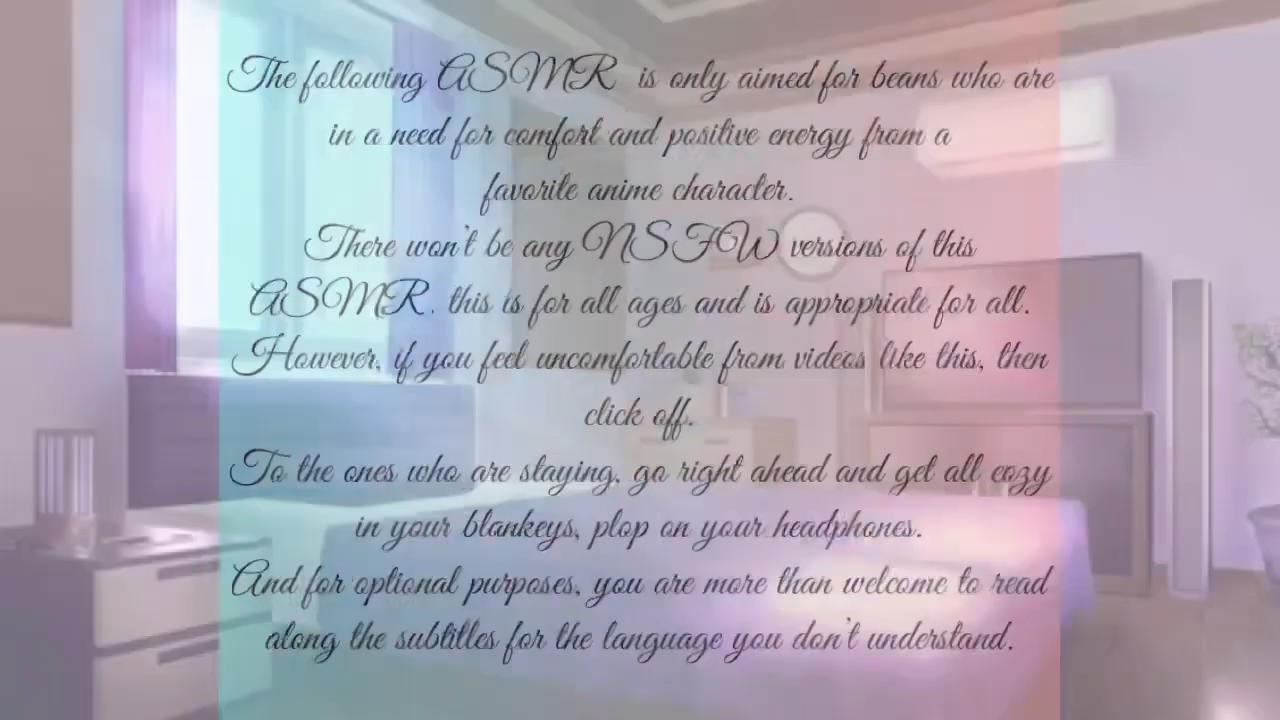 The following ASMR is only aimed for beans who are
in a need for comfort and positive energy from a
favorite anime character.
There won't be any NSFW versions of this
ASMR, this is for all ages and is appropriate for all.
However, if you feel uncomfortable from videos like this, then
click off.
To the ones who are staying, go right ahead and get all cozy
in your blankeys, plop on your headphones.
And for optional purposes, you are more than welcome to read
along the subtitles for the language you don't understand.